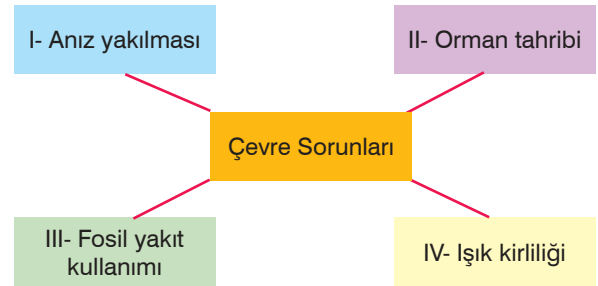 I- Anız yakılması
II- Orman tahribi
Çevre Sorunları
III- Fosil yakıt
kullanımı
IV- Işık kirliliği